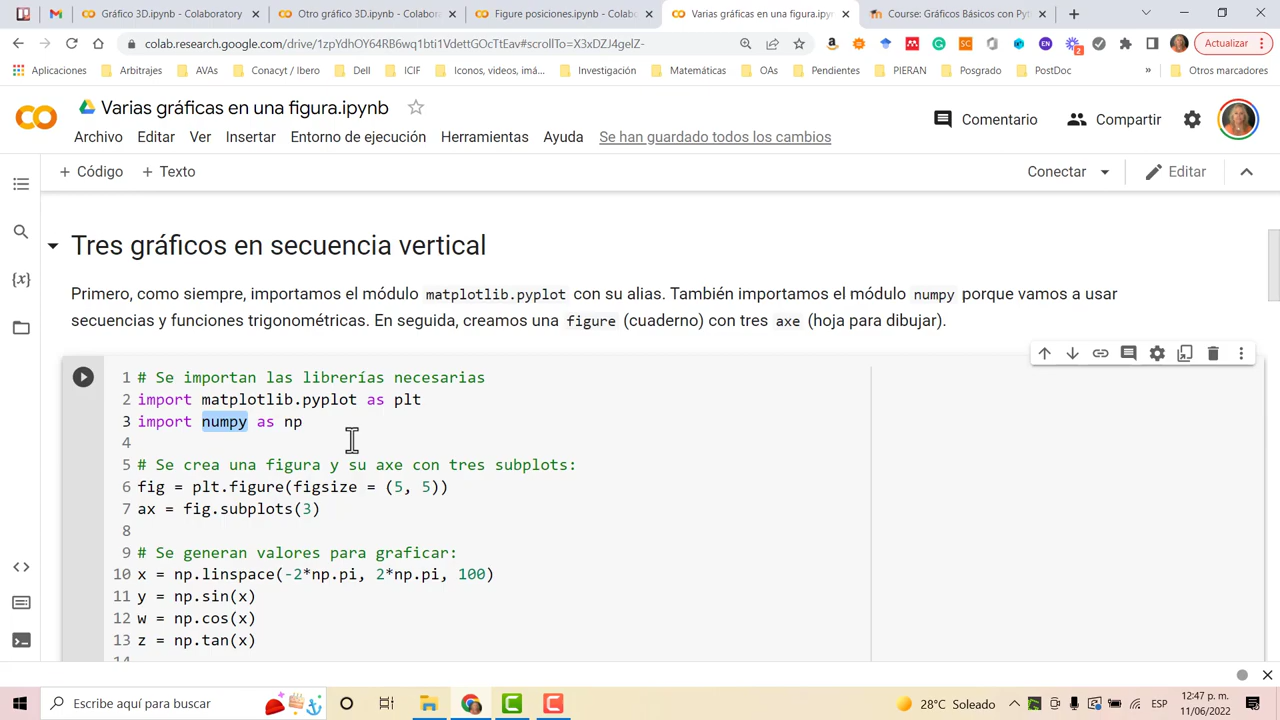 Gráfico 3D.ipynb - Colaboratory
Otro gráfico 3D.ipynb - Colabora
Figure posiciones.ipynb - Colab
Varias gráficas en una figura.ipyn
Course: Gráficos Básicos con Pyt
colab.research.google.com/drive/1zpYdhOYf4RB6wq1bti1VdettGCcTtEav#scrollTo=X3xDZJ4gelZ-
Actualizar
Aplicaciones
Arbitrajes
AVAs
Conacyt / Ibero
Delf
ICIF
Iconos, videos, imá...
Investigación
Matemáticas
OAs
Pendientes
PIERAN
Posgrado
PostDoc
»
Otros marcadores
Varias gráficas en una figura.ipynb
Archivo
Editar
Ver
Insertar
Entorno de ejecución
Herramientas
Ayuda
Se han guardado todos los cambios
Comentario
Compartir
+ Código
+ Texto
Conectar
Editar
Tres gráficos en secuencia vertical
Primero, como siempre, importamos el módulo matplotlib.pyplot con su alias. También importamos el módulo numpy porque vamos a usar
secuencias y funciones trigonométricas. En seguida, creamos una figure (cuaderno) con tres axe (hoja para dibujar).
1 # Se importan las librerías necesarias
2 import matplotlib.pyplot as plt
3 import numpy as np
4
5 # Se crea una figura y su axe con tres subplots:
6 fig = plt.figure(figsize = (5, 5))
7 ax = fig.subplots(3)
8
9 # Se generan valores para graficar:
10 x = np.linspace(-2*np.pi, 2*np.pi, 100)
11 y = np.sin(x)
12 w = np.cos(x)
13 z = np.tan(x)
14
Escribe aquí para buscar
28°C Soleado
ESP
12:47 p. m.
11/06/2022